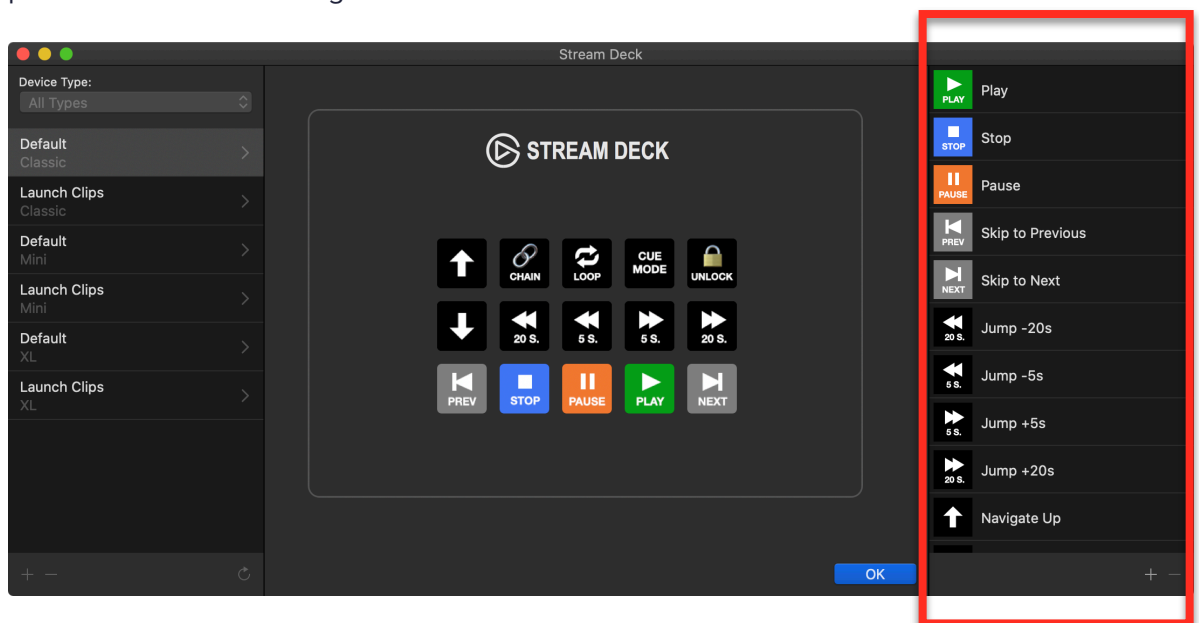 Stream Deck
Device Type:
All Types
Default
Classic
Launch Clips
Classic
Default
Mini
Launch Clips
Mini
Default
XL
Launch Clips
XL
STREAM DECK
CHAIN
LOOP
CUE
MODE
UNLOCK
20 S.
5 S.
5 S.
20 S.
PREV
STOP
PAUSE
PLAY
NEXT
OK
PLAY
Play
STOP
Stop
PAUSE
Pause
PREV
Skip to Previous
NEXT
Skip to Next
20 S.
Jump -20s
5 S.
Jump -5s
5 S.
Jump +5s
20 S.
Jump +20s
Navigate Up